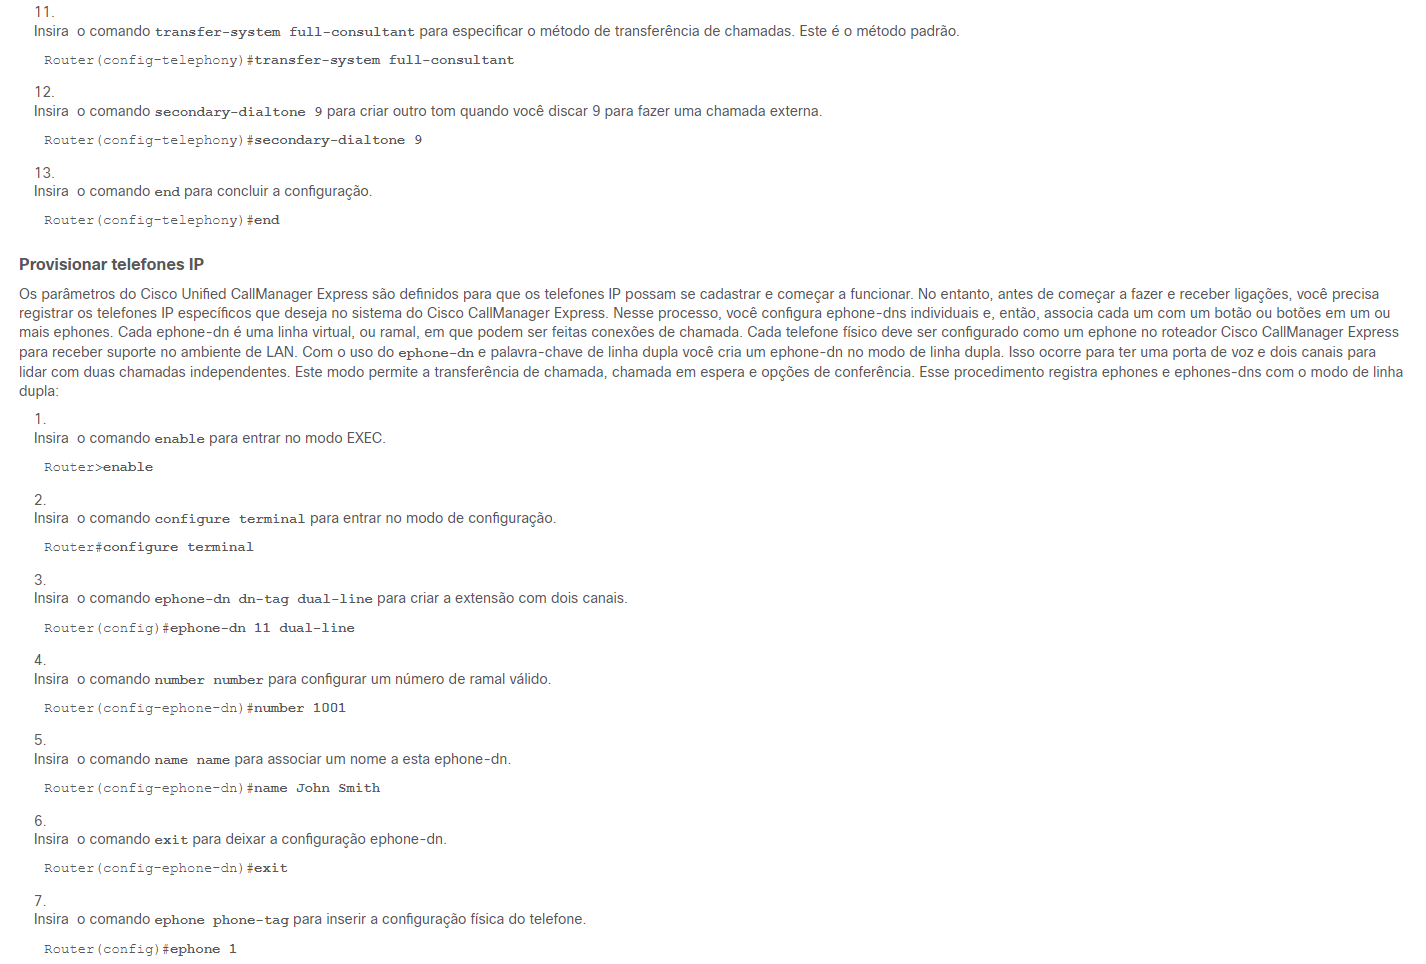 11.
Insira  o comando transfer-system full-consultant para especificar o método de transferência de chamadas. Este é o método padrão.
Router(config-telephony)#transfer-system full-consultant
12.
Insira  o comando secondary-dialtone 9 para criar outro tom quando você discar 9 para fazer uma chamada externa.
Router(config-telephony)#secondary-dialtone 9
13.
Insira  o comando end para concluir a configuração.
Router(config-telephony)#end
Provisionar telefones IP
Os parâmetros do Cisco Unified CallManager Express são definidos para que os telefones IP possam se cadastrar e começar a funcionar. No entanto, antes de começar a fazer e receber ligações, você precisa
registrar os telefones IP específicos que deseja no sistema do Cisco CallManager Express. Nesse processo, você configura ephone-dns individuais e, então, associa cada um com um botão ou botões em um ou
mais ephones. Cada ephone-dn é uma linha virtual, ou ramal, em que podem ser feitas conexões de chamada. Cada telefone físico deve ser configurado como um ephone no roteador Cisco CallManager Express
para receber suporte no ambiente de LAN. Com o uso do ephone-dn e palavra-chave de linha dupla você cria um ephone-dn no modo de linha dupla. Isso ocorre para ter uma porta de voz e dois canais para
lidar com duas chamadas independentes. Este modo permite a transferência de chamada, chamada em espera e opções de conferência. Esse procedimento registra ephones e ephones-dns com o modo de linha
dupla:
1.
Insira  o comando enable para entrar no modo EXEC.
Router>enable
2.
Insira  o comando configure terminal para entrar no modo de configuração.
Router#configure terminal
3.
Insira  o comando ephone-dn dn-tag dual-line para criar a extensão com dois canais.
Router(config)#ephone-dn 11 dual-line
4.
Insira  o comando number number para configurar um número de ramal válido.
Router(config-ephone-dn)#number 1001
5.
Insira  o comando name name para associar um nome a esta ephone-dn.
Router(config-ephone-dn)#name John Smith
6.
Insira  o comando exit para deixar a configuração ephone-dn.
Router(config-ephone-dn)#exit
7.
Insira  o comando ephone phone-tag para inserir a configuração física do telefone.
Router(config)#ephone 1